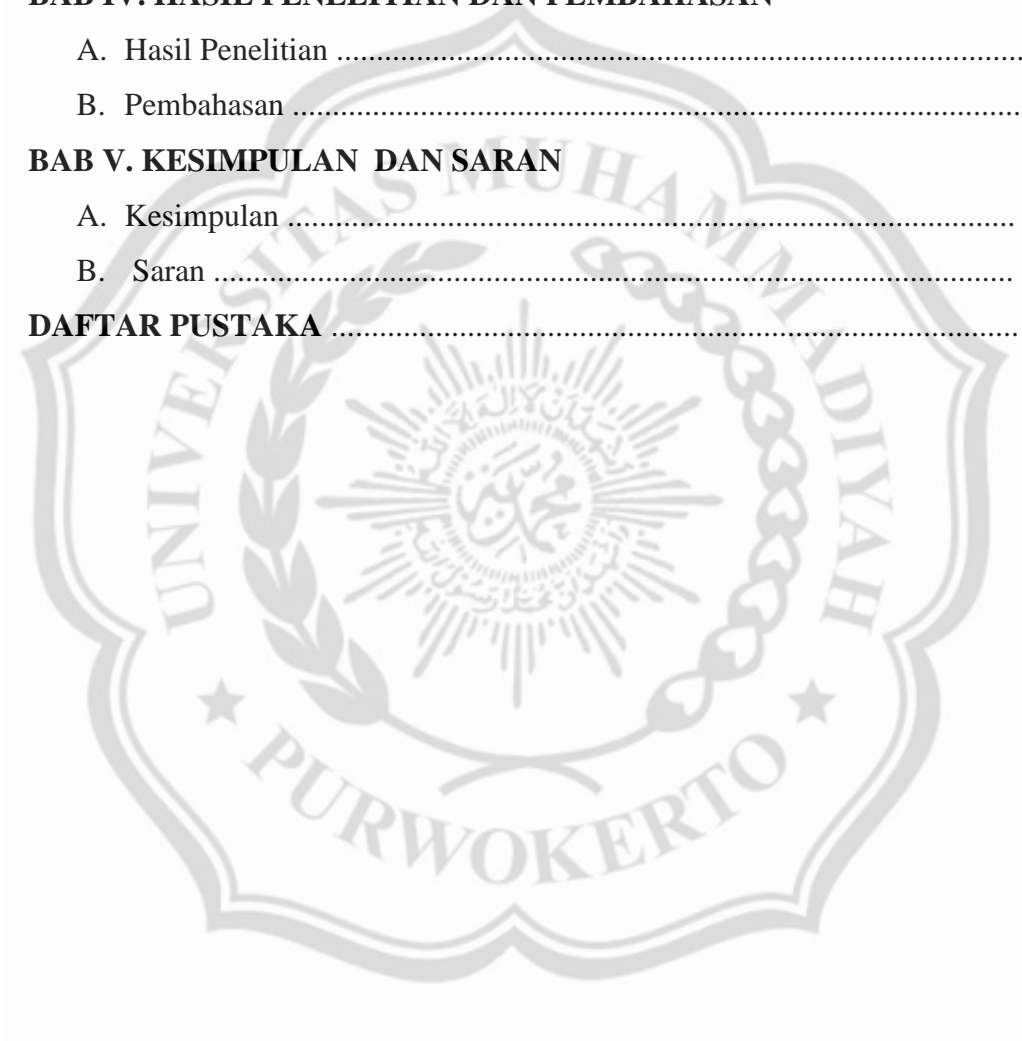 BAB IV. HASIL PENELITIAN DAN PEMBAHASAN
A. Hasil Penelitian ....................................................................................
B. Pembahasan .........................................................................................
BAB V. KESIMPULAN DAN SARAN
A. Kesimpulan .........................................................................................
B. Saran ..................................................................................................
DAFTAR PUSTAKA ....................................................................................
UNIVERSITAS MUHAMMADIYAH
PURWOKERTO
محمد